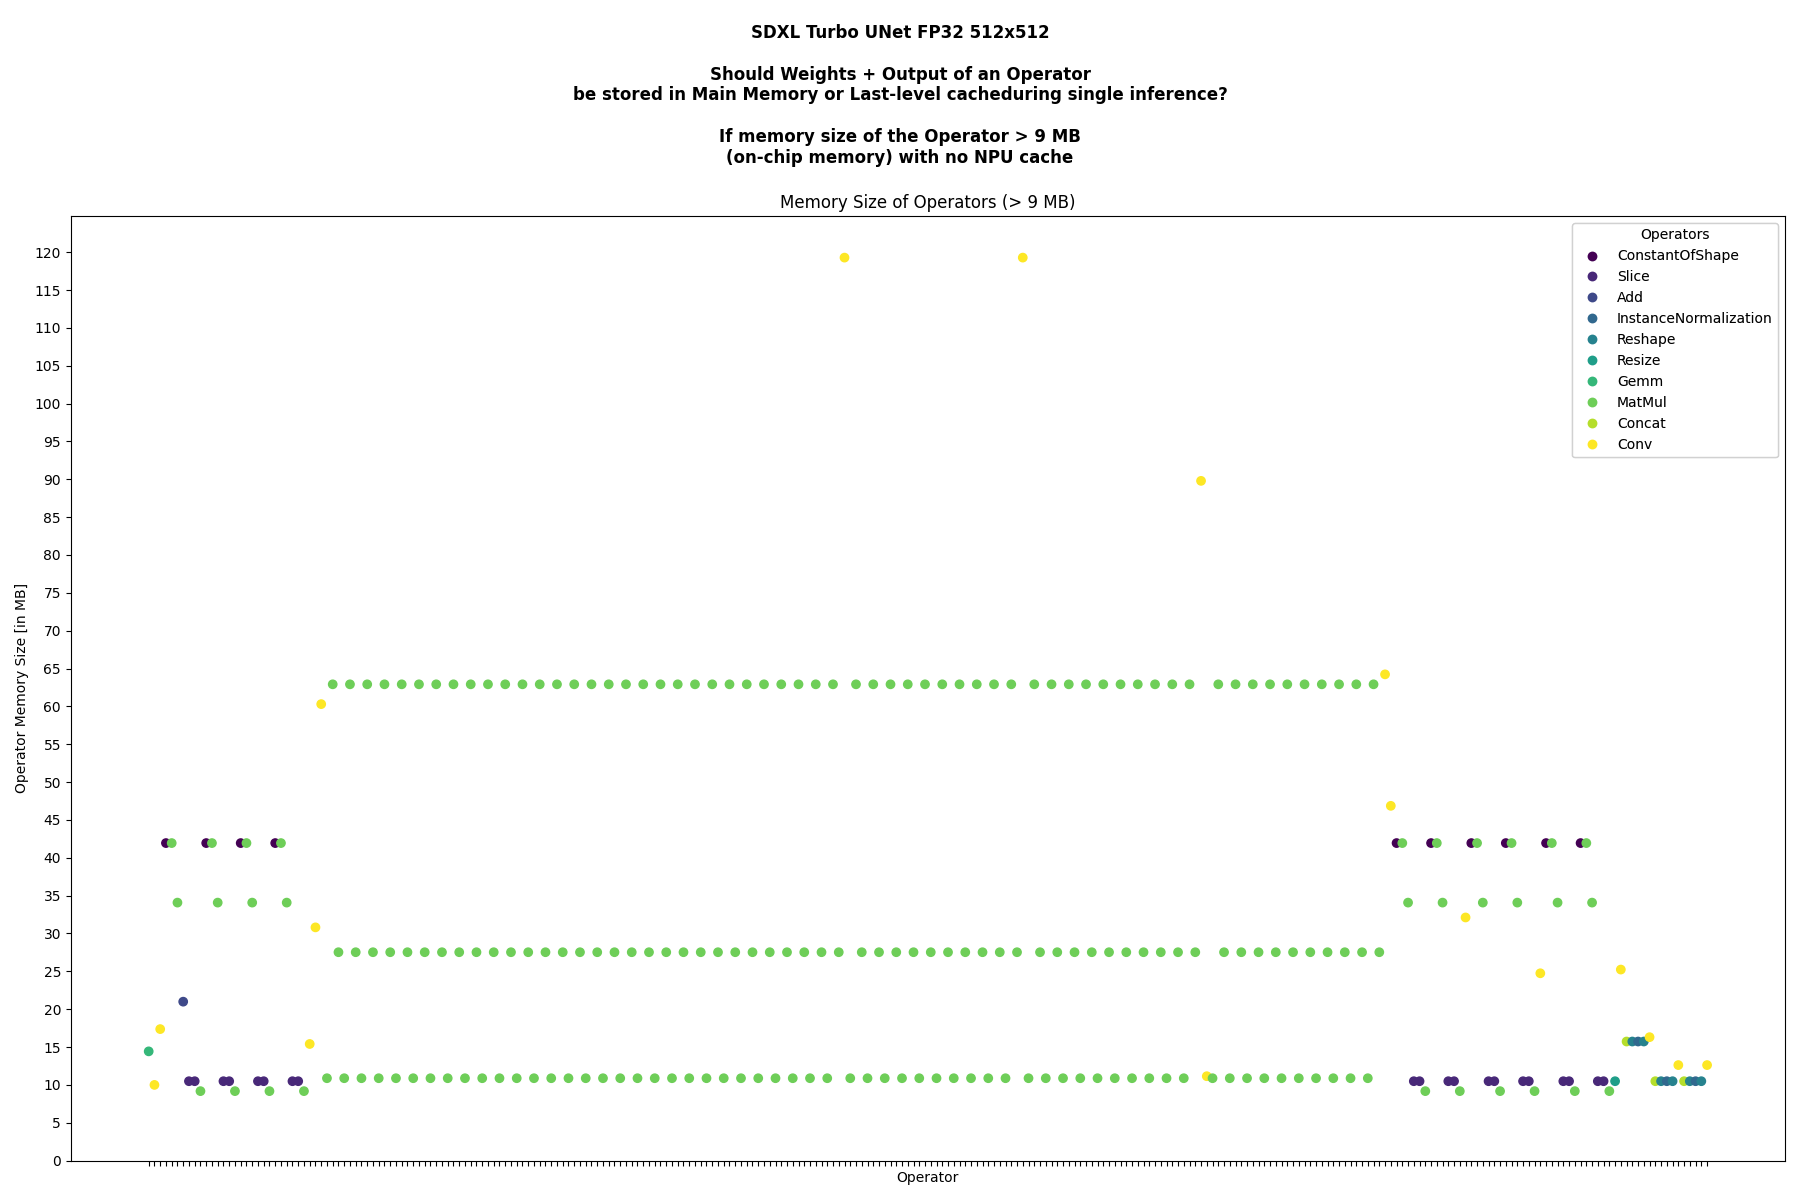 SDXL Turbo UNet FP32 512x512
Should Weights + Output of an Operator
be stored in Main Memory or Last-level cacheduring single inference?
If memory size of the Operator > 9 MB
(on-chip memory) with no NPU cache
Memory Size of Operators (> 9 MB)
Operators
ConstantOfShape
Slice
Add
InstanceNormalization
Reshape
Resize
Gemm
MatMul
Concat
Conv
120
115
110
105
100
95
90
85
80
75
70
65
60
55
50
45
40
35
30
25
20
15
10
5
0
Operator Memory Size [in MB]
Operator